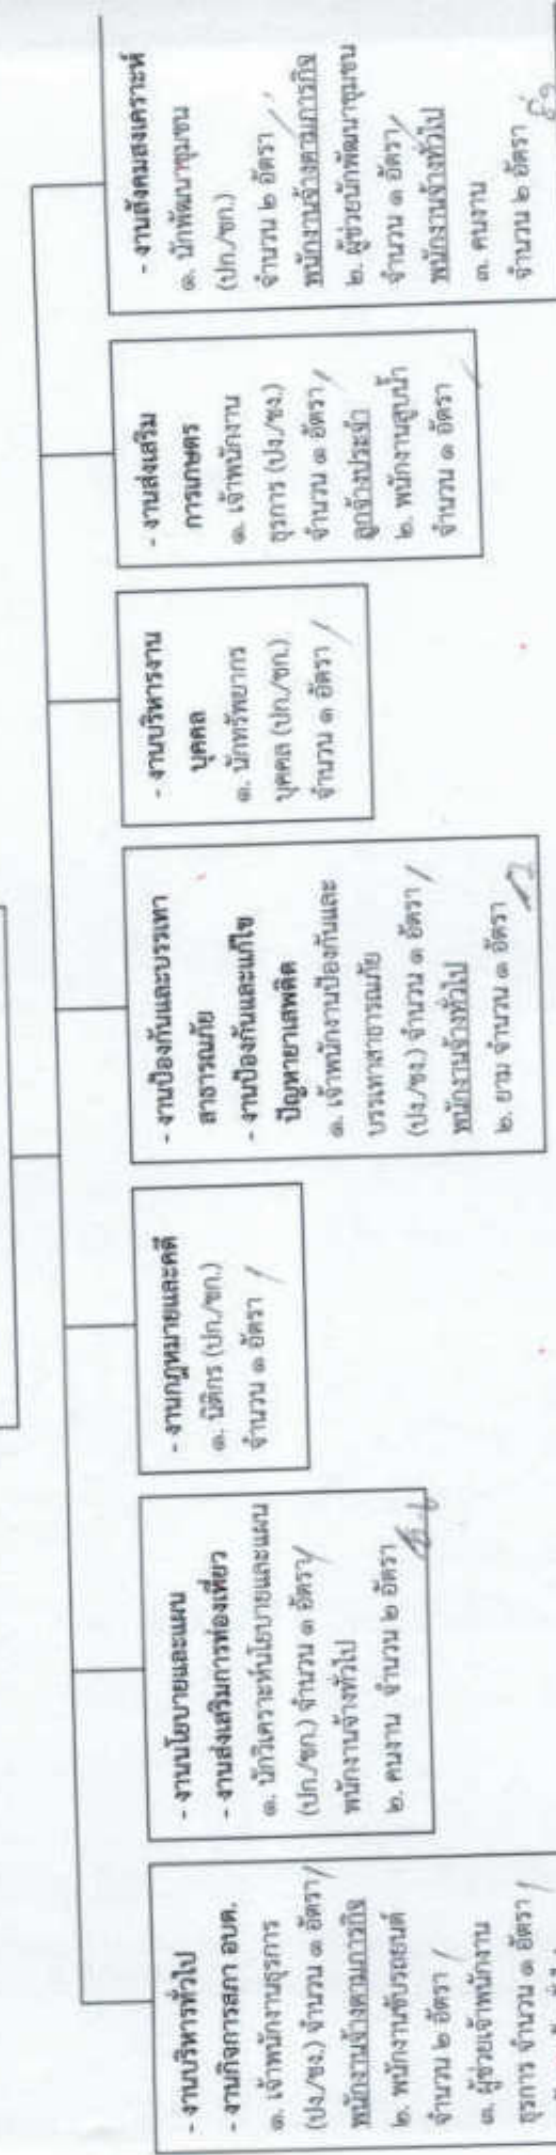 - งานบริหารทั่วไป
- งานกิจการสภา อบต.
๑. เจ้าพนักงานธุรการ
(ปง./ชง.) จำนวน ๑ อัตรา
พนักงานจ้างตามภารกิจ
๒. พนักงานขับรถยนต์
จำนวน ๒ อัตรา
๓. ผู้ช่วยเจ้าพนักงาน
ธุรการ จำนวน ๑ อัตรา
- งานนโยบายและแผน
- งานส่งเสริมการท่องเที่ยว
๑. นักวิเคราะห์นโยบายและแผน
(ปก./ชก.) จำนวน ๑ อัตรา
พนักงานจ้างทั่วไป
๒. คนงาน จำนวน ๒ อัตรา
- งานกฎหมายและคดี
๑. นิติกร (ปก./ชก.)
จำนวน ๑ อัตรา
- งานป้องกันและบรรเทา
สาธารณภัย
- งานป้องกันและแก้ไข
ปัญหายาเสพติด
๑. เจ้าพนักงานป้องกันและ
บรรเทาสาธารณภัย
(ปง./ชง.) จำนวน ๑ อัตรา
พนักงานจ้างทั่วไป
๒. ยาม จำนวน ๑ อัตรา
- งานบริหารงาน
บุคคล
๑. นักทรัพยากร
บุคคล (ปก./ชก.)
จำนวน ๑ อัตรา
- งานส่งเสริม
การเกษตร
๑. เจ้าพนักงาน
ธุรการ (ปง./ชง.)
จำนวน ๑ อัตรา
ลูกจ้างประจำ
๒. พนักงานสูบน้ำ
จำนวน ๑ อัตรา
- งานสังคมสงเคราะห์
๑. นักพัฒนาชุมชน
(ปก./ชก.)
จำนวน ๒ อัตรา
พนักงานจ้างตามภารกิจ
๒. ผู้ช่วยนักพัฒนาชุมชน
จำนวน ๑ อัตรา
พนักงานจ้างทั่วไป
๓. คนงาน
จำนวน ๒ อัตรา